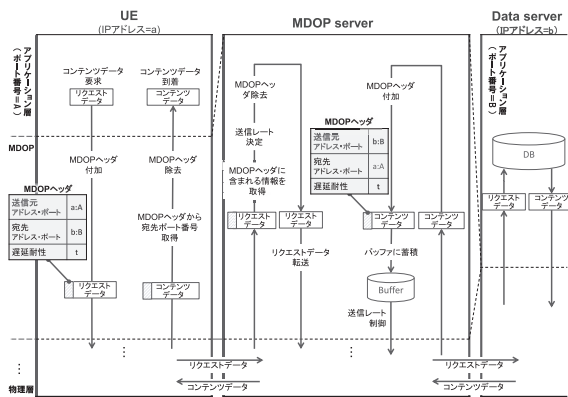 UE
(IPアドレス=a)
MDOP server
Data server
(IPアドレス=b)
アプリケーション層
(ポート番号=A)
コンテンツデータ
要求
リクエスト
データ
コンテンツデータ
到着
コンテンツ
データ
MDOP
MDOPヘッダ
付加
MDOPヘッダ
除去
MDOPヘッダ
送信元
アドレス・ポート
a:A
宛先
アドレス・ポート
b:B
遅延耐性
t
MDOPヘッダから
宛先ポート番号
取得
リクエスト
データ
コンテンツ
データ
MDOPヘッ
ダ除去
送信レート
決定
MDOPヘッダに
含まれる情報を
取得
リクエスト
データ
リクエスト
データ
リクエストデータ
転送
MDOPヘッダ
付加
MDOPヘッダ
送信元
アドレス・ポート
b:B
宛先
アドレス・ポート
a:A
遅延耐性
t
コンテンツ
データ
コンテンツ
データ
バッファに蓄積
Buffer
送信レート
制御
アプリケーション層
(ポート番号=B)
DB
リクエスト
データ
コンテンツ
データ
⋮
⋮
⋮
物理層
リクエストデータ
コンテンツデータ
リクエストデータ
コンテンツデータ